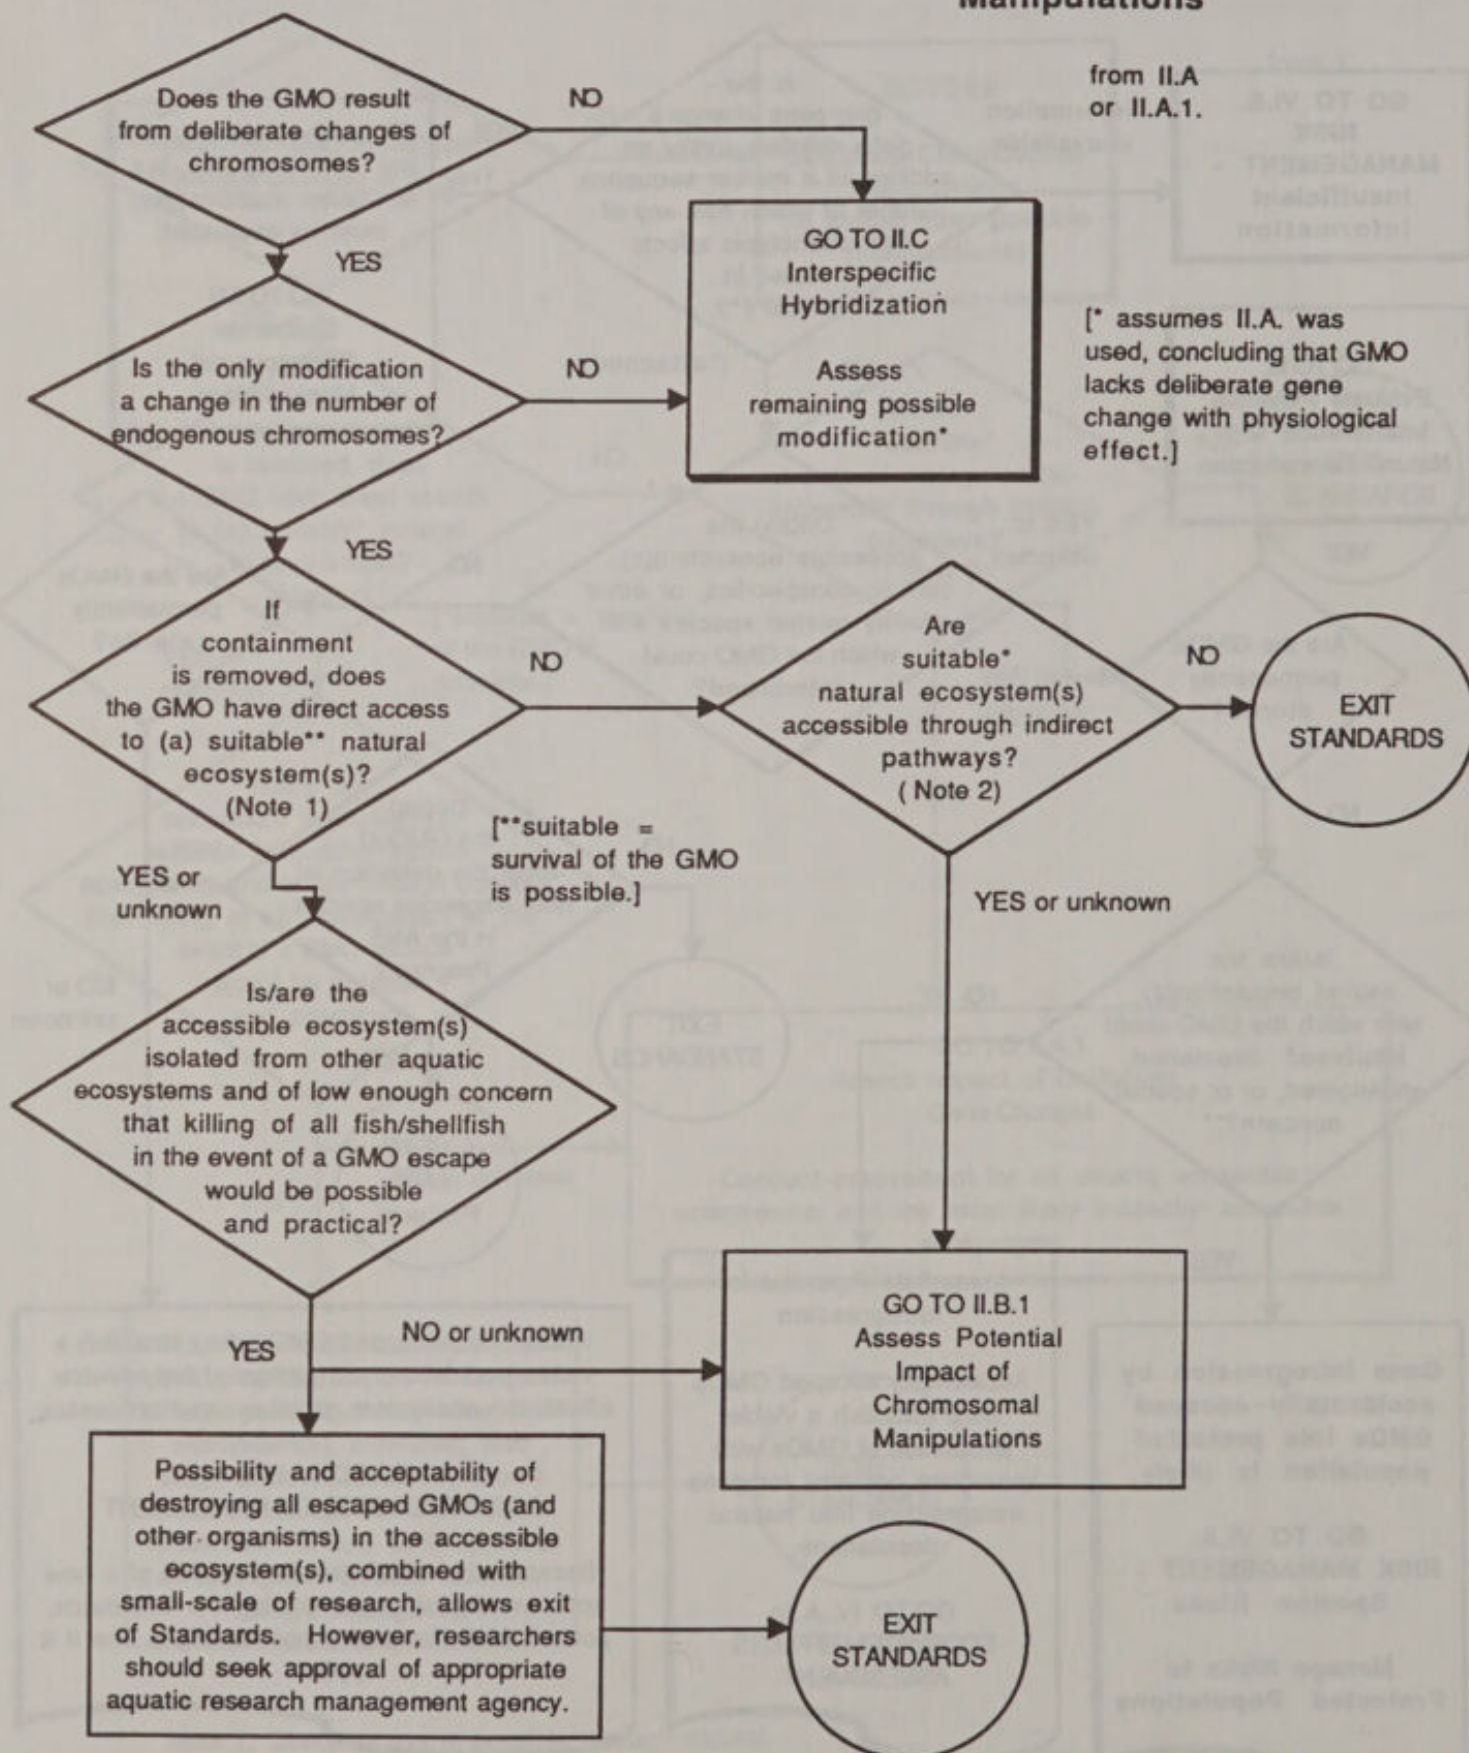 Manipulations
from II.A
or II.A.1.
Does the GMO result
from deliberate changes of
chromosomes?
NO
YES
GO TO II.C
Interspecific
Hybridization
Assess
remaining possible
modification*
[* assumes II.A. was
used, concluding that GMO
lacks deliberate gene
change with physiological
effect.]
Is the only modification
a change in the number of
endogenous chromosomes?
NO
YES
If
containment
is removed, does
the GMO have direct access
to (a) suitable** natural
ecosystem(s)?
(Note 1)
NO
YES or
unknown
[**suitable =
survival of the GMO
is possible.]
Are
suitable*
natural ecosystem(s)
accessible through indirect
pathways?
( Note 2)
NO
EXIT
STANDARDS
YES or unknown
Is/are the
accessible ecosystem(s)
isolated from other aquatic
ecosystems and of low enough concern
that killing of all fish/shellfish
in the event of a GMO escape
would be possible
and practical?
YES
NO or unknown
GO TO II.B.1
Assess Potential
Impact of
Chromosomal
Manipulations
Possibility and acceptability of
destroying all escaped GMOs (and
other organisms) in the accessible
ecosystem(s), combined with
small-scale of research, allows exit
of Standards. However, researchers
should seek approval of appropriate
aquatic research management agency.
EXIT
STANDARDS